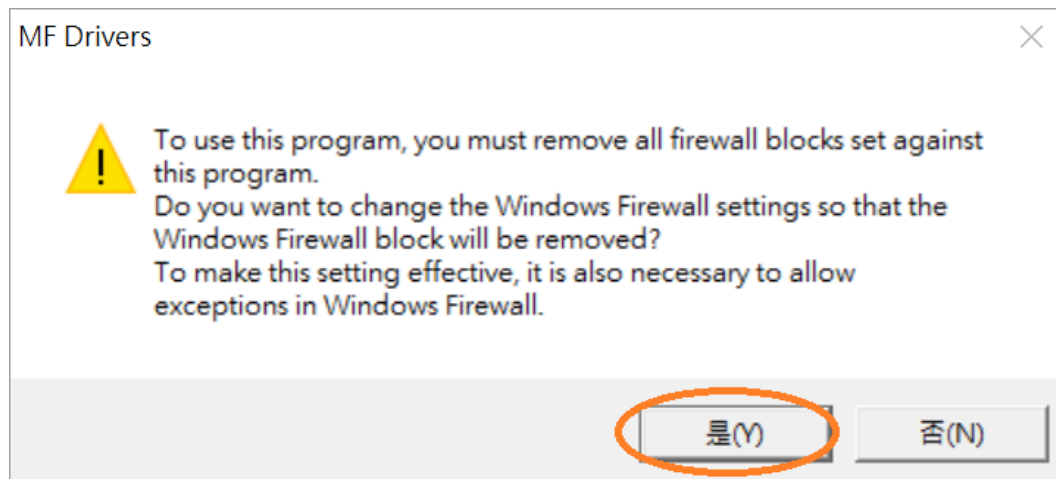 MF Drivers
To use this program, you must remove all firewall blocks set against
this program.
Do you want to change the Windows Firewall settings so that the
Windows Firewall block will be removed?
To make this setting effective, it is also necessary to allow
exceptions in Windows Firewall.
是(Y)
否(N)